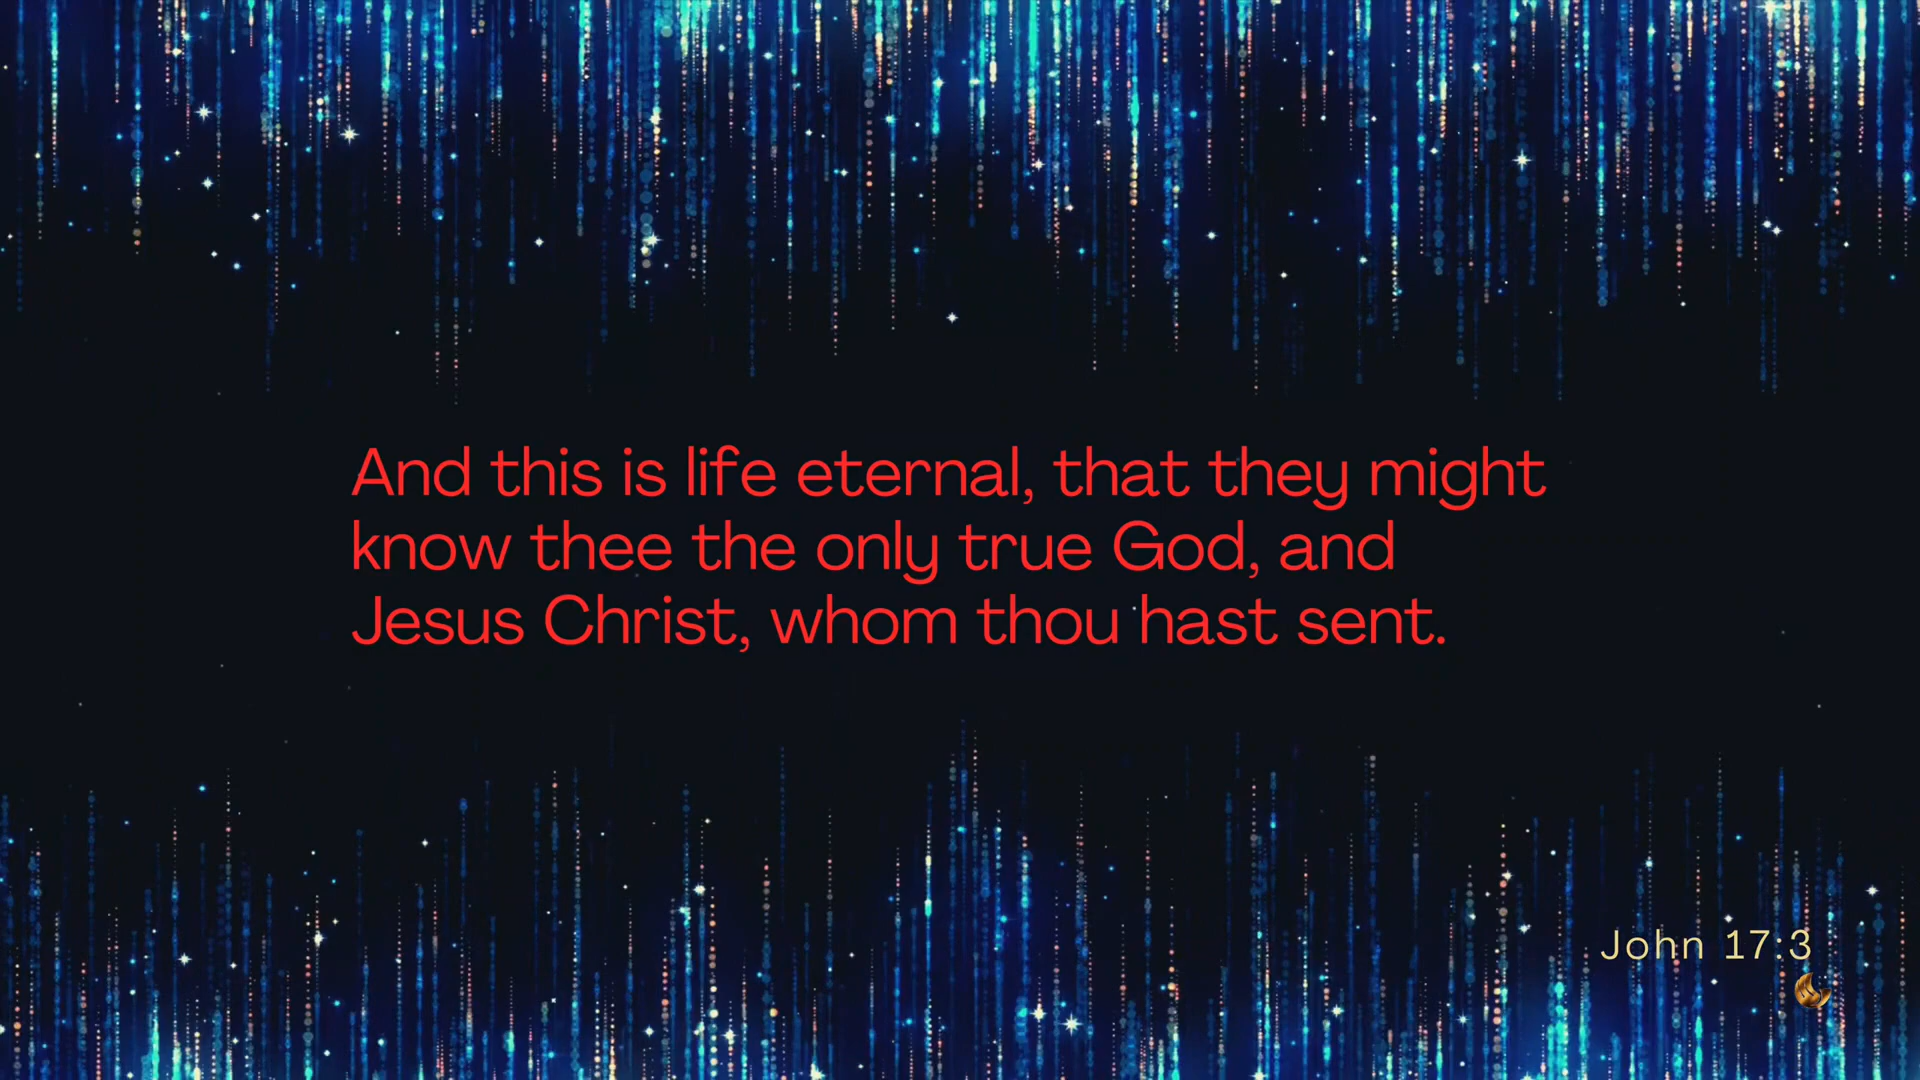 And this is life eternal, that they might
know thee the only true God, and
Jesus Christ, whom thou hast sent.
John 17:3